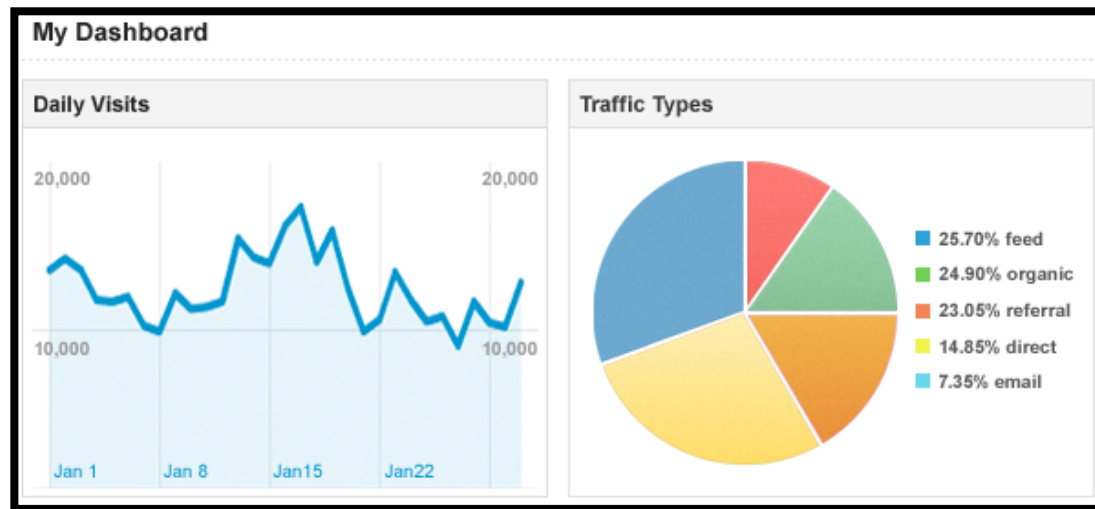 My Dashboard
Daily Visits
20,000
20,000
10,000
10,000
Jan 1
Jan 8
Jan15
Jan22
Traffic Types
25.70% feed
24.90% organic
23.05% referral
14.85% direct
7.35% email